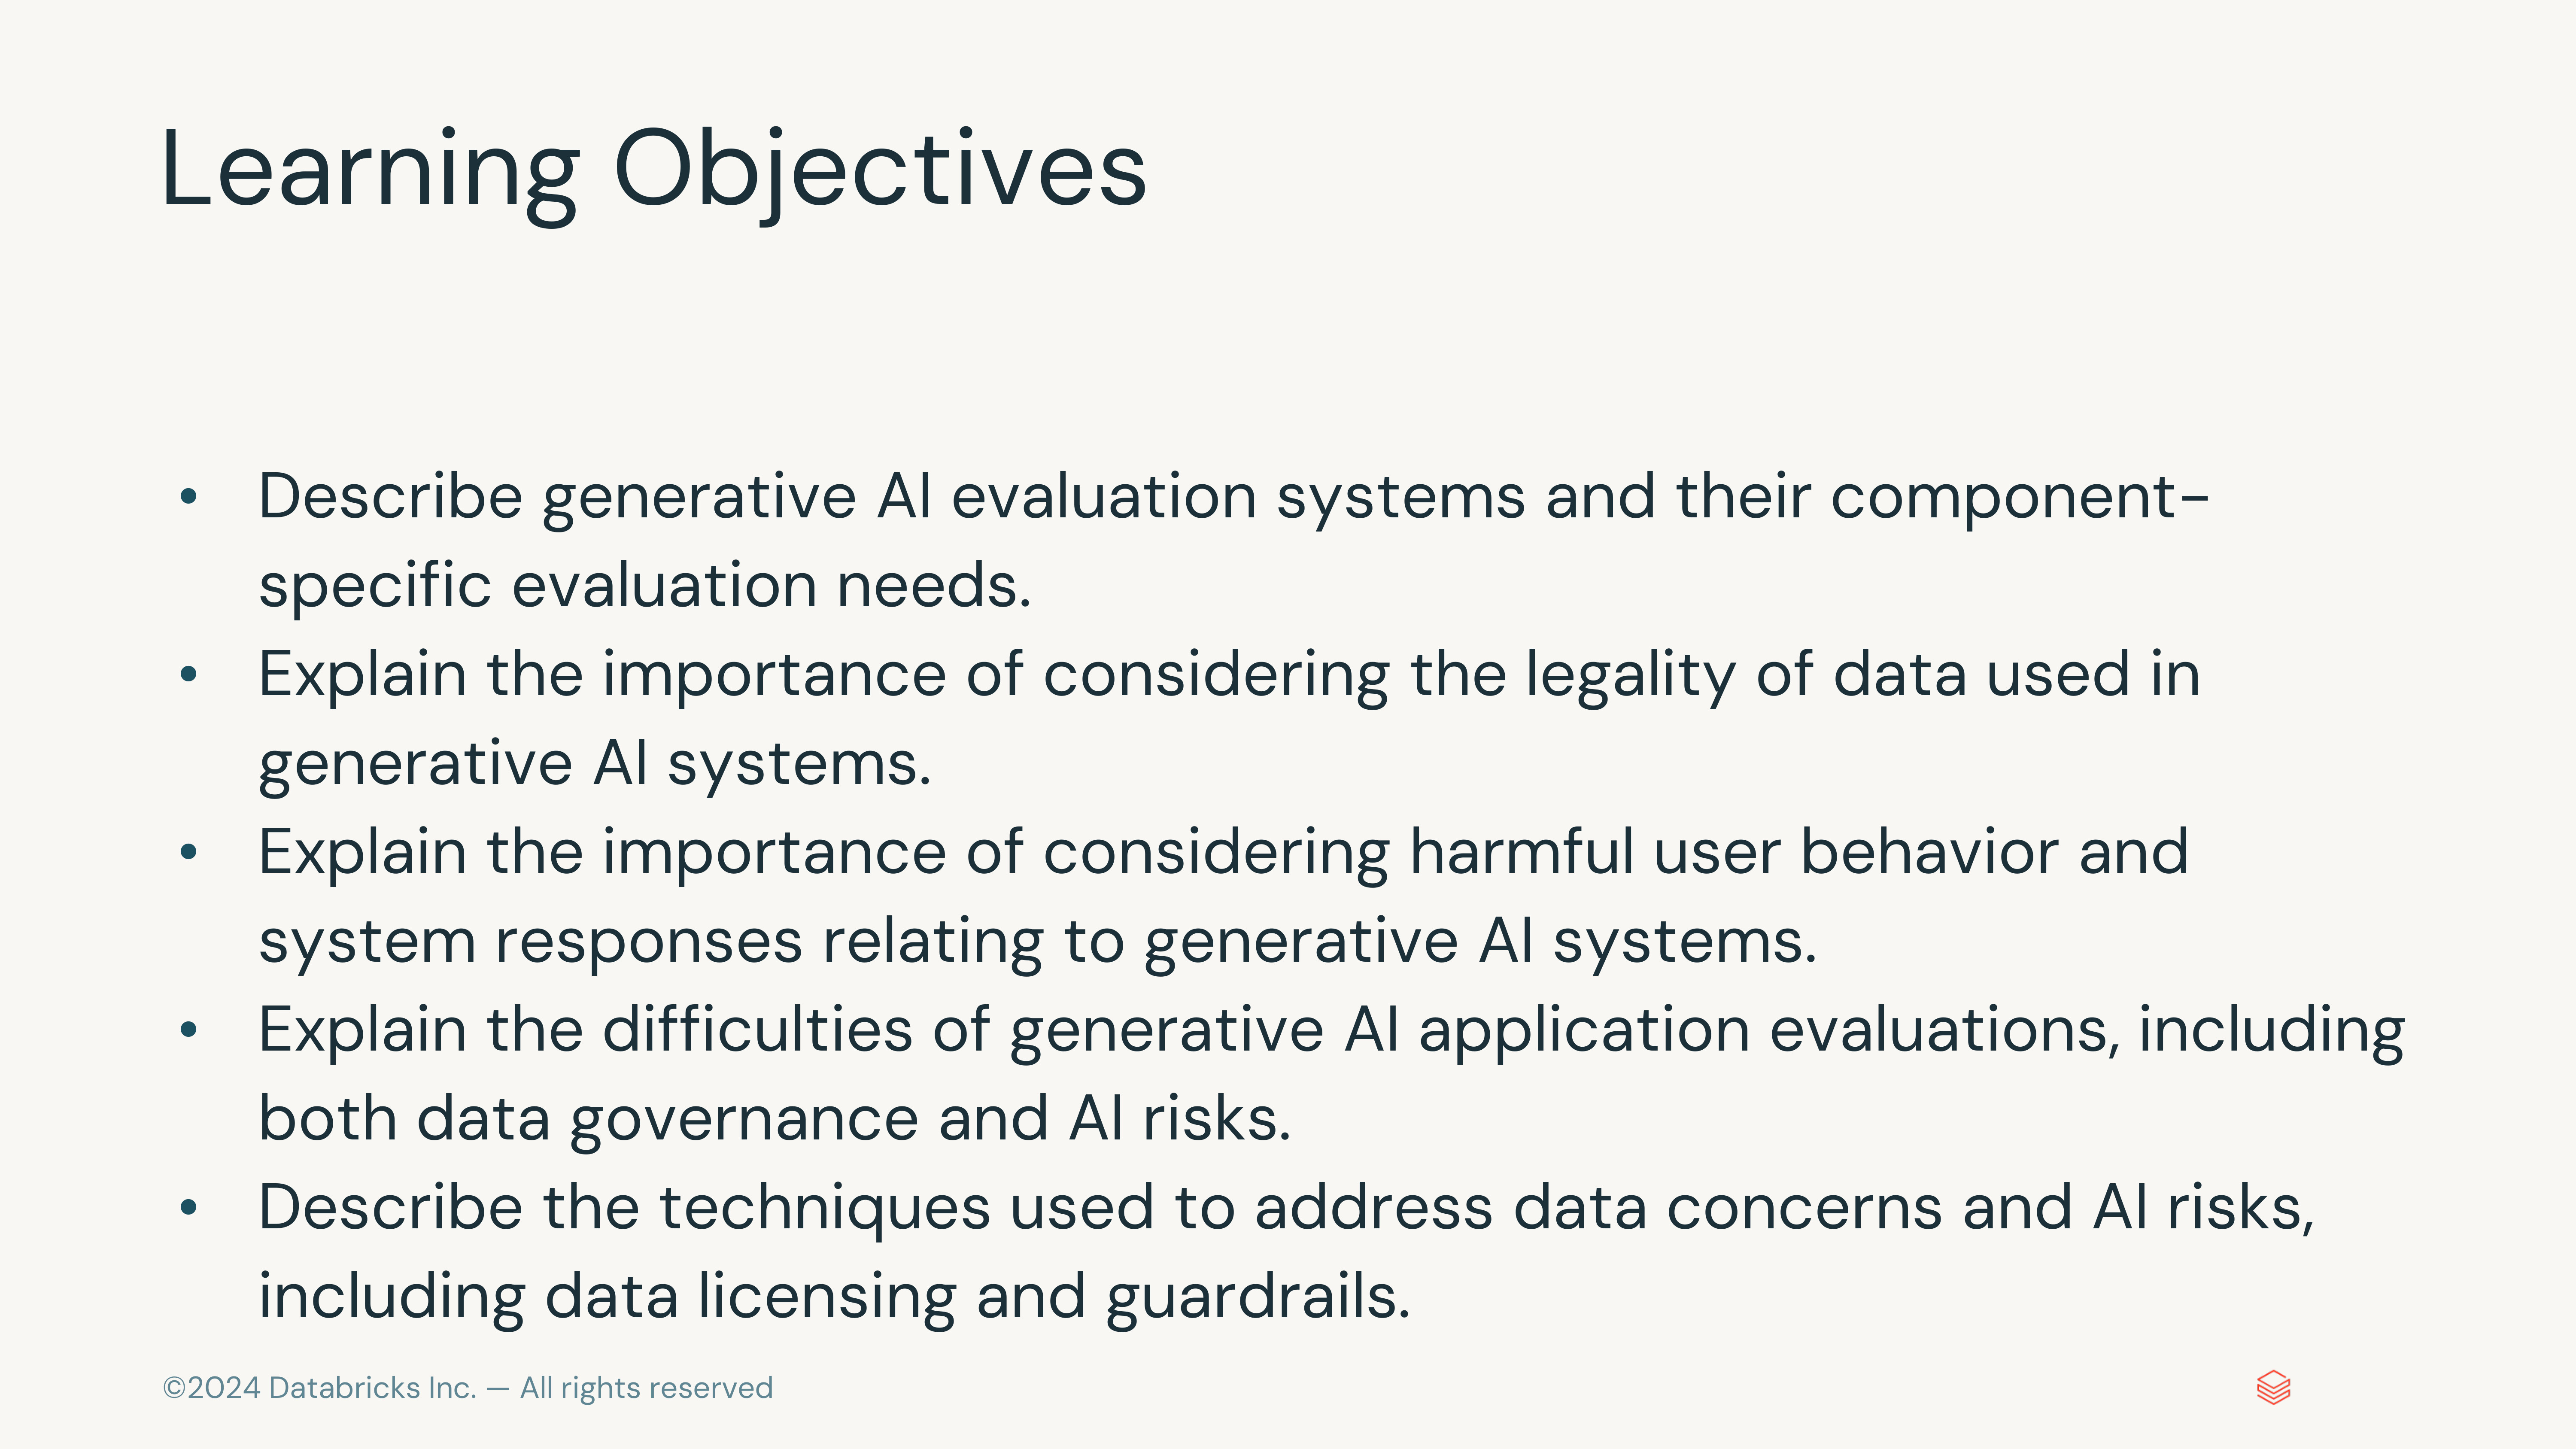 Learning Objectives
• Describe generative AI evaluation systems and their component-
specific evaluation needs.
• Explain the importance of considering the legality of data used in
generative AI systems.
• Explain the importance of considering harmful user behavior and
system responses relating to generative AI systems.
• Explain the difficulties of generative AI application evaluations, including
both data governance and AI risks.
• Describe the techniques used to address data concerns and AI risks,
including data licensing and guardrails.
©2024 Databricks Inc. — All rights reserved